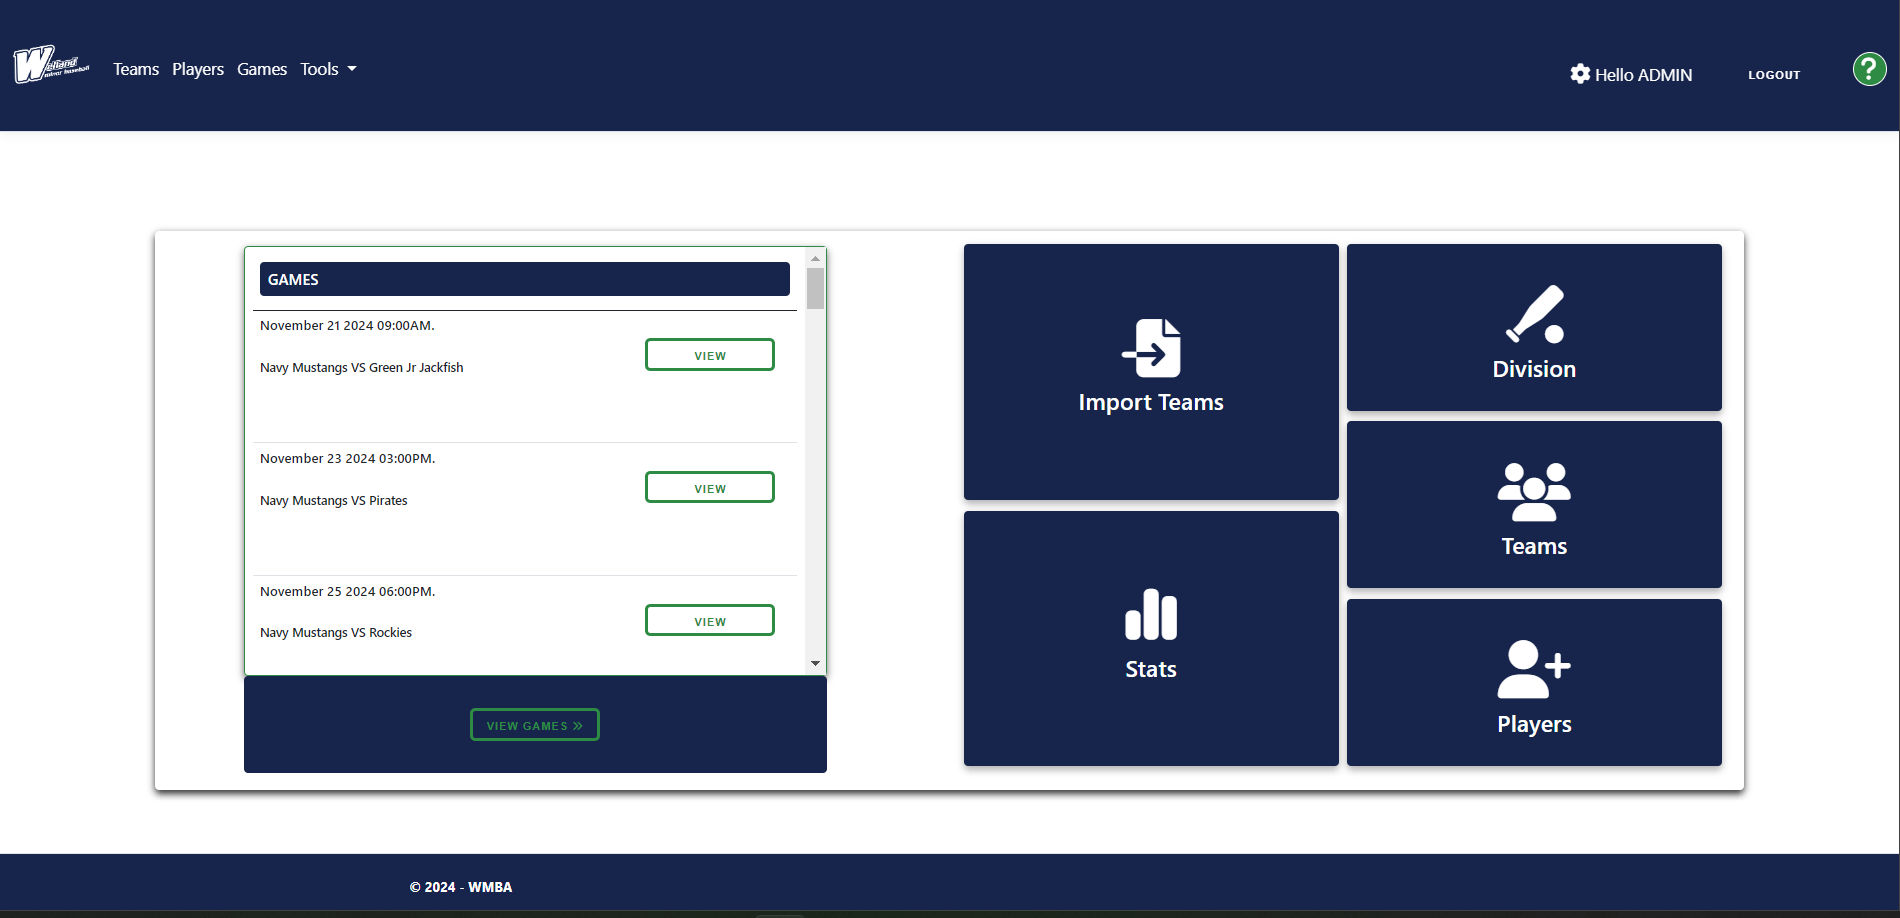 Welland
minor baseball
Teams Players Games Tools
Hello ADMIN
LOGOUT
?
GAMES
November 21 2024 09:00AM.
VIEW
Navy Mustangs VS Green Jr Jackfish
November 23 2024 03:00PM.
VIEW
Navy Mustangs VS Pirates
November 25 2024 06:00PM.
VIEW
Navy Mustangs VS Rockies
VIEW GAMES »
Import Teams
Stats
Division
Teams
Players
© 2024 - WMBA